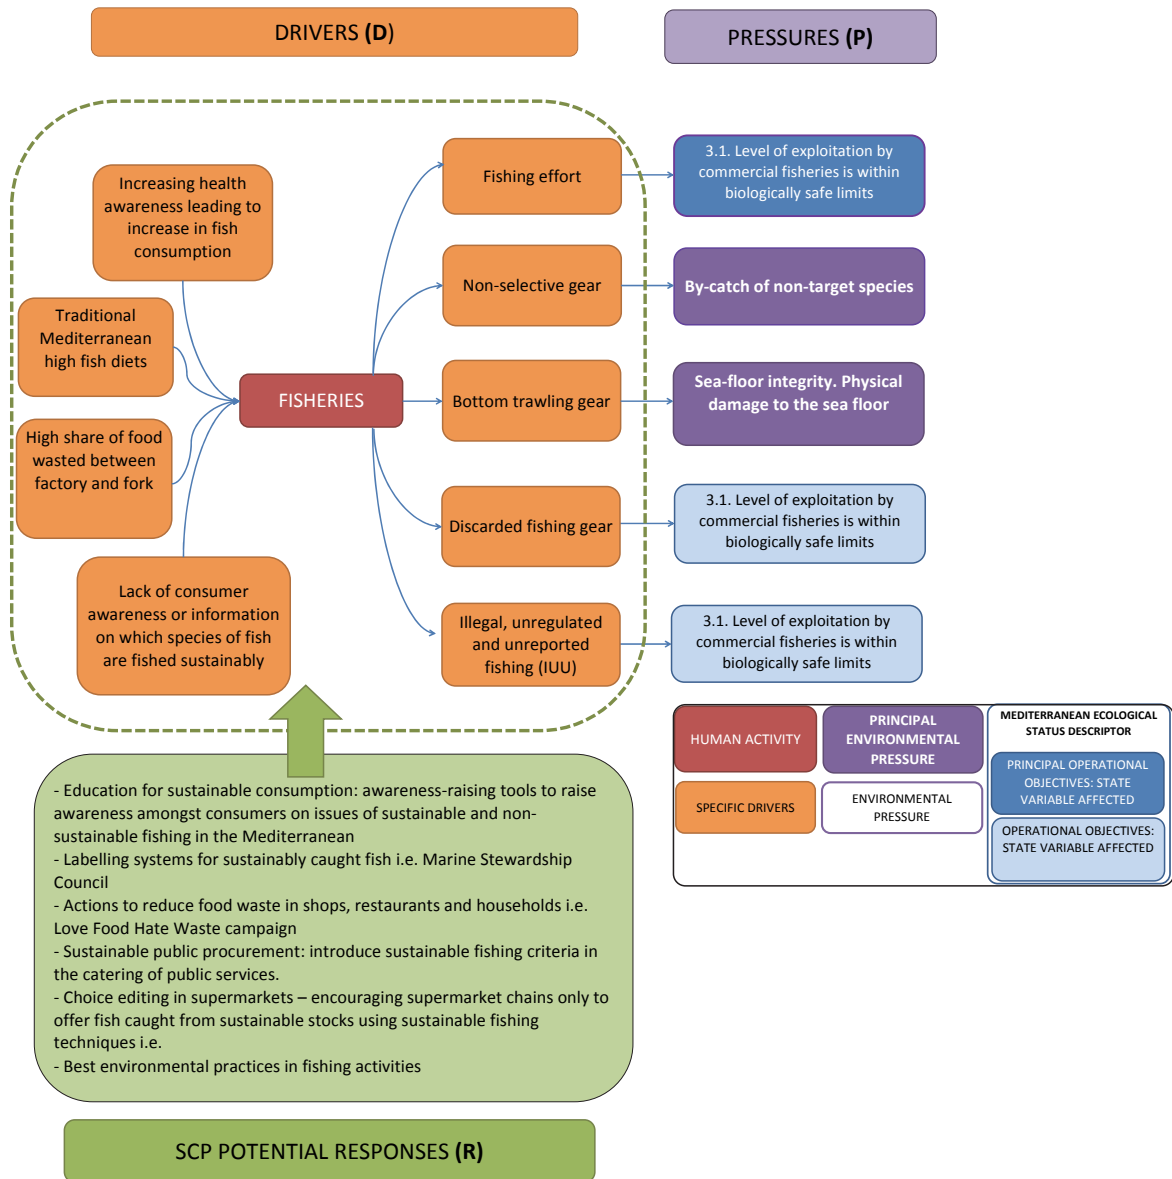 DRIVERS (D)
PRESSURES (P)
Increasing health
awareness leading to
increase in fish
consumption
Traditional
Mediterranean
high fish diets
High share of food
wasted between
factory and fork
Lack of consumer
awareness or information
on which species of fish
are fished sustainably
FISHERIES
Fishing effort
Non-selective gear
Bottom trawling gear
Discarded fishing gear
Illegal, unregulated
and unreported
fishing (IUU)
3.1. Level of exploitation by
commercial fisheries is within
biologically safe limits
By-catch of non-target species
Sea-floor integrity. Physical
damage to the sea floor
3.1. Level of exploitation by
commercial fisheries is within
biologically safe limits
3.1. Level of exploitation by
commercial fisheries is within
biologically safe limits
HUMAN ACTIVITY
PRINCIPAL
ENVIRONMENTAL
PRESSURE
MEDITERRANEAN ECOLOGICAL
STATUS DESCRIPTOR
PRINCIPAL OPERATIONAL
OBJECTIVES: STATE
VARIABLE AFFECTED
SPECIFIC DRIVERS
ENVIRONMENTAL
PRESSURE
OPERATIONAL OBJECTIVES:
STATE VARIABLE AFFECTED
- Education for sustainable consumption: awareness-raising tools to raise
awareness amongst consumers on issues of sustainable and non-
sustainable fishing in the Mediterranean
- Labelling systems for sustainably caught fish i.e. Marine Stewardship
Council
- Actions to reduce food waste in shops, restaurants and households i.e.
Love Food Hate Waste campaign
- Sustainable public procurement: introduce sustainable fishing criteria in
the catering of public services.
- Choice editing in supermarkets – encouraging supermarket chains only to
offer fish caught from sustainable stocks using sustainable fishing
techniques i.e.
- Best environmental practices in fishing activities
SCP POTENTIAL RESPONSES (R)